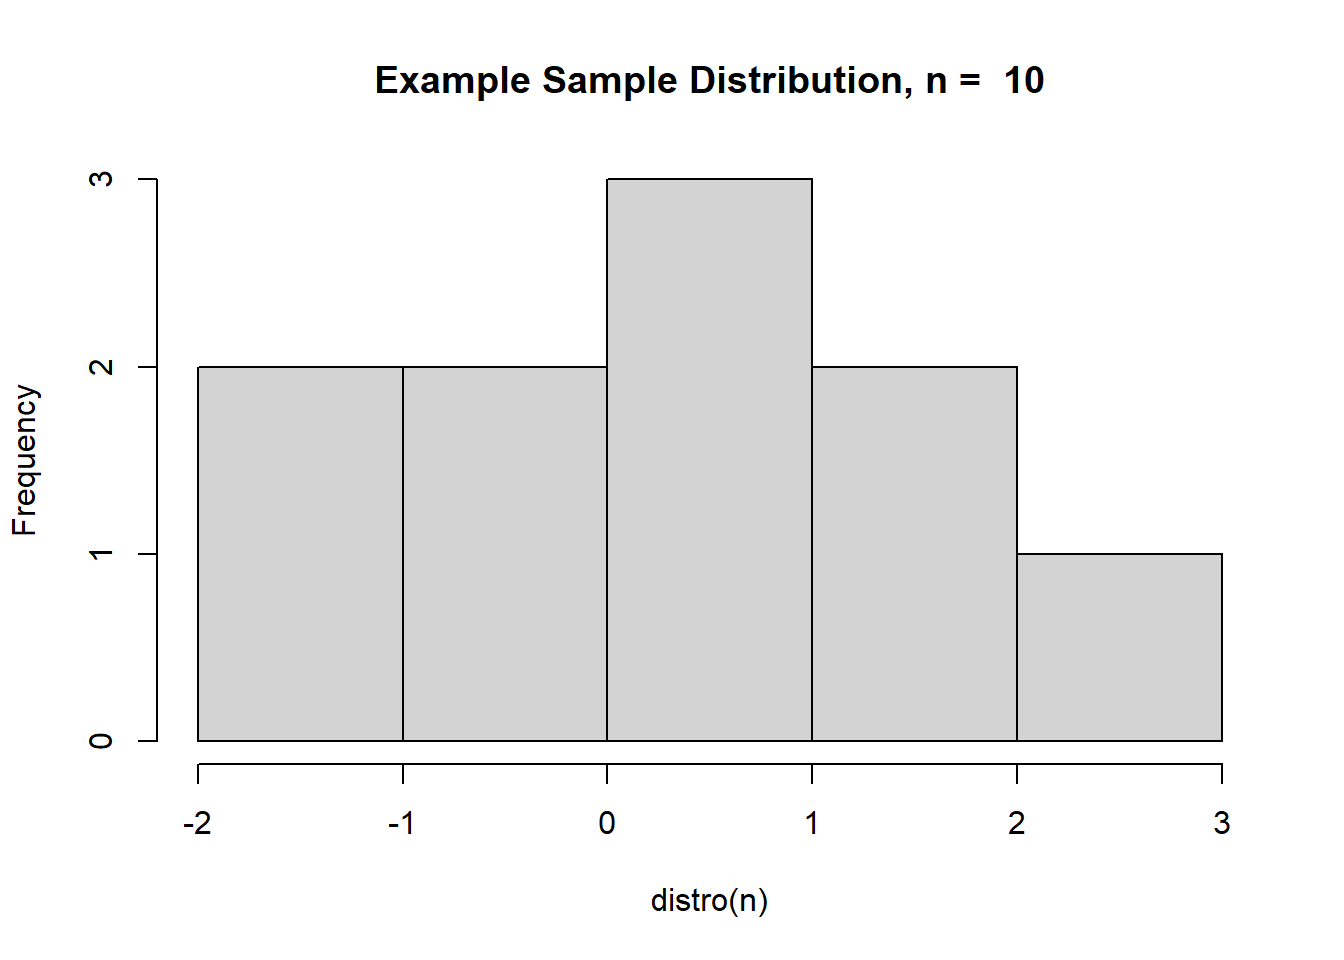 Example Sample Distribution, n =  10
3
2
1
0
Frequency
-2 -1 0 1 2 3
distro(n)